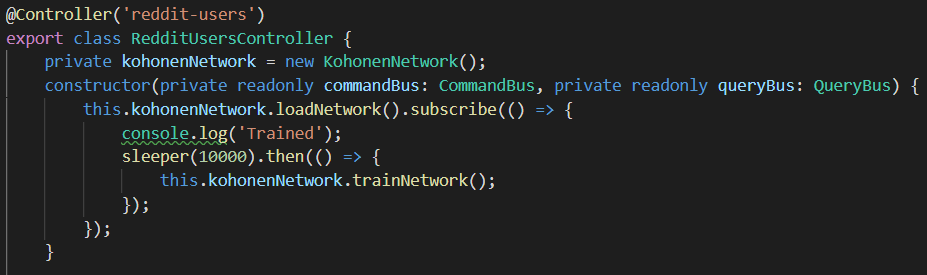 @Controller('reddit-users')
export class RedditUsersController {
    private kohonenNetwork = new KohonenNetwork();
    constructor(private readonly commandBus: CommandBus, private readonly queryBus: QueryBus) {
        this.kohonenNetwork.loadNetwork().subscribe(() => {
            console.log('Trained');
            sleeper(10000).then(() => {
                this.kohonenNetwork.trainNetwork();
            });
        });
    }